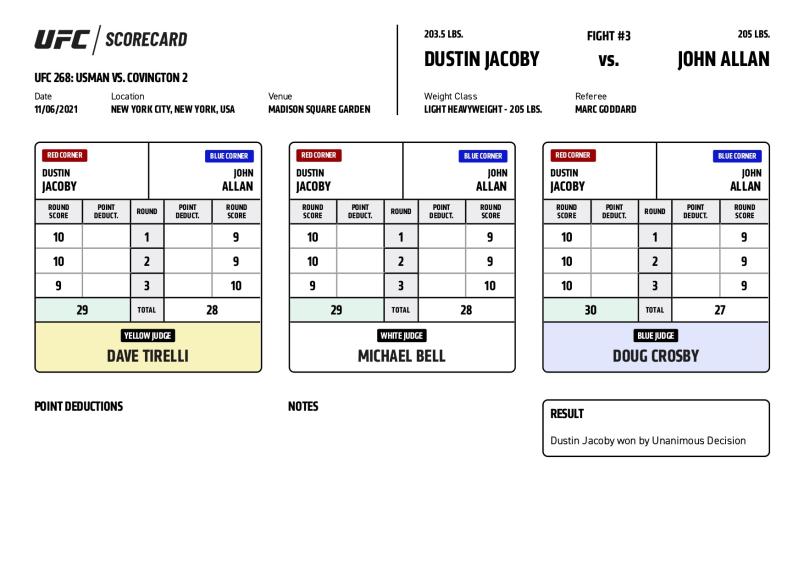 UFC / SCORECARD
UFC 268: USMAN VS. COVINGTON 2
Date Location Venue
11/06/2021 NEW YORK CITY, NEW YORK, USA MADISON SQUARE GARDEN
203.5 LBS. FIGHT #3 205 LBS.
DUSTIN JACOBY VS. JOHN ALLAN
Weight Class Referee
LIGHT HEAVYWEIGHT - 205 LBS. MARC GODDARD
RED CORNER BLUE CORNER
DUSTIN JOHN
JACOBY ALLAN
ROUND POINT ROUND POINT ROUND
SCORE DEDUCT. DEDUCT. SCORE
10 1 9
10 2 9
9 3 10
29 TOTAL 28
YELLOW JUDGE
DAVE TIRELLI
RED CORNER BLUE CORNER
DUSTIN JOHN
JACOBY ALLAN
ROUND POINT ROUND POINT ROUND
SCORE DEDUCT. DEDUCT. SCORE
10 1 9
10 2 9
9 3 10
29 TOTAL 28
WHITE JUDGE
MICHAEL BELL
RED CORNER BLUE CORNER
DUSTIN JOHN
JACOBY ALLAN
ROUND POINT ROUND POINT ROUND
SCORE DEDUCT. DEDUCT. SCORE
10 1 9
10 2 9
10 3 9
30 TOTAL 27
BLUE JUDGE
DOUG CROSBY
POINT DEDUCTIONS
NOTES
RESULT
Dustin Jacoby won by Unanimous Decision